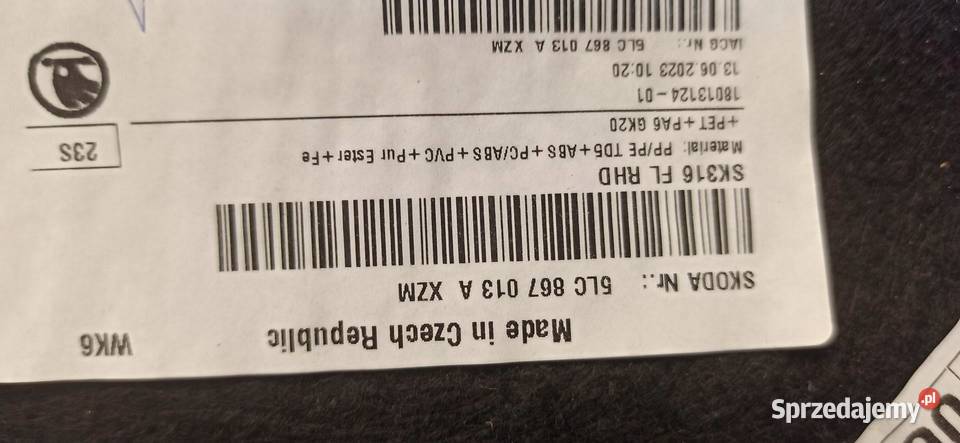 Made in Czech Republic
WK6
SKODA Nr.: 5LC 867 013 A XZM
SK316 FL RHD
Material: PP/PE TD5+ABS+PC/ABS+PVC+Pur Ester+Fe
+PET+PA6 GK20
23S
18013124-01
13.06.2023 10:20
IACG Nr.: 5LC 867 013 A XZM
Sprzedajemy.pl